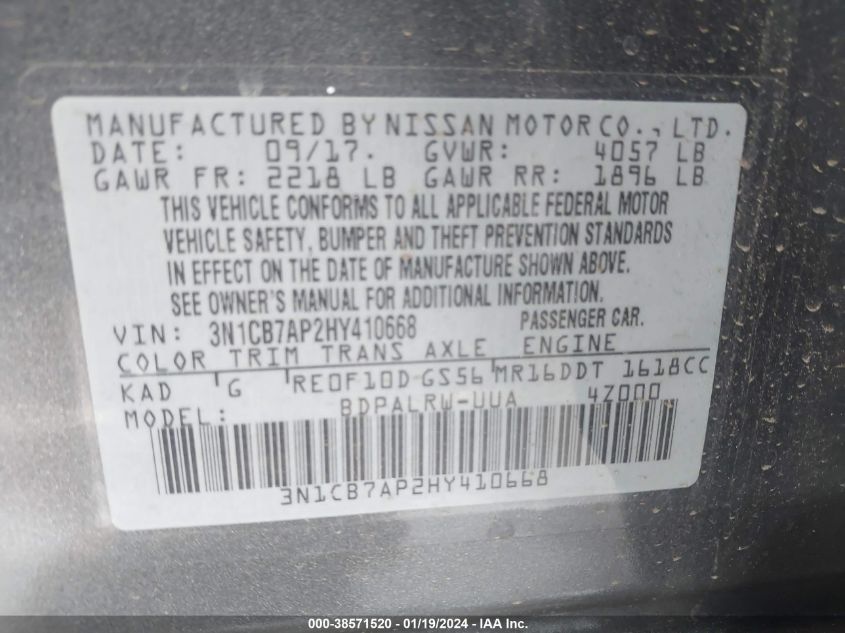 MANUFACTURED BY NISSAN MOTOR CO., LTD.
DATE: 09/17. GVWR: 4057 LB
GAWR FR: 2218 LB GAWR RR: 1896 LB
THIS VEHICLE CONFORMS TO ALL APPLICABLE FEDERAL MOTOR
VEHICLE SAFETY, BUMPER AND THEFT PREVENTION STANDARDS
IN EFFECT ON THE DATE OF MANUFACTURE SHOWN ABOVE.
SEE OWNER'S MANUAL FOR ADDITIONAL INFORMATION.
VIN: 3N1CB7AP2HY410668 PASSENGER CAR.
COLOR TRIM TRANS AXLE ENGINE
KAD G RE0F10D GS56 MR16DDT 1618CC
MODEL: BDPALRW-UUA 4Z000
3N1CB7AP2HY410668
000-38571520 / 01/19/2024 - IAA Inc.